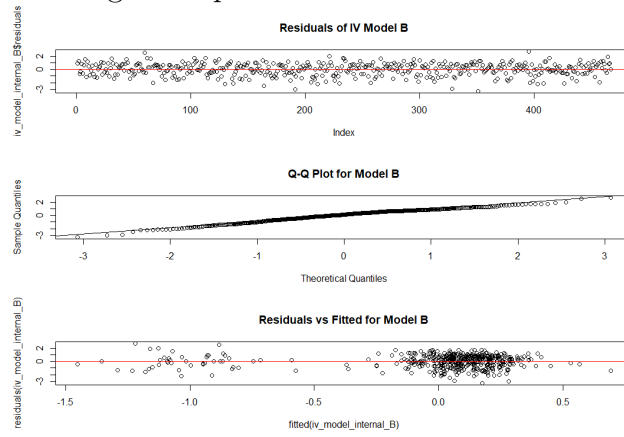 Residuals of IV Model B
iv_model_internal_B$residuals
2
0
-3
0
100
200
300
400
Index
Q-Q Plot for Model B
Sample Quantiles
2
0
-3
-3
-2
-1
0
1
2
3
Theoretical Quantiles
Residuals vs Fitted for Model B
residuals(iv_model_internal_B)
2
0
-3
-1.5
-1.0
-0.5
0.0
0.5
fitted(iv_model_internal_B)